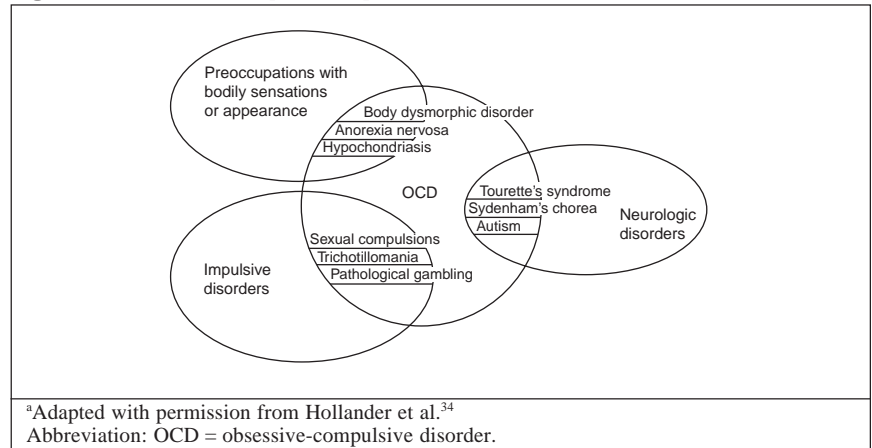 Preoccupations with
bodily sensations
or appearance
Body dysmorphic disorder
Anorexia nervosa
Hypochondriasis
OCD
Tourette's syndrome
Sydenham's chorea
Autism
Neurologic
disorders
Sexual compulsions
Trichotillomania
Pathological gambling
Impulsive
disorders
aAdapted with permission from Hollander et al.34
Abbreviation: OCD = obsessive-compulsive disorder.